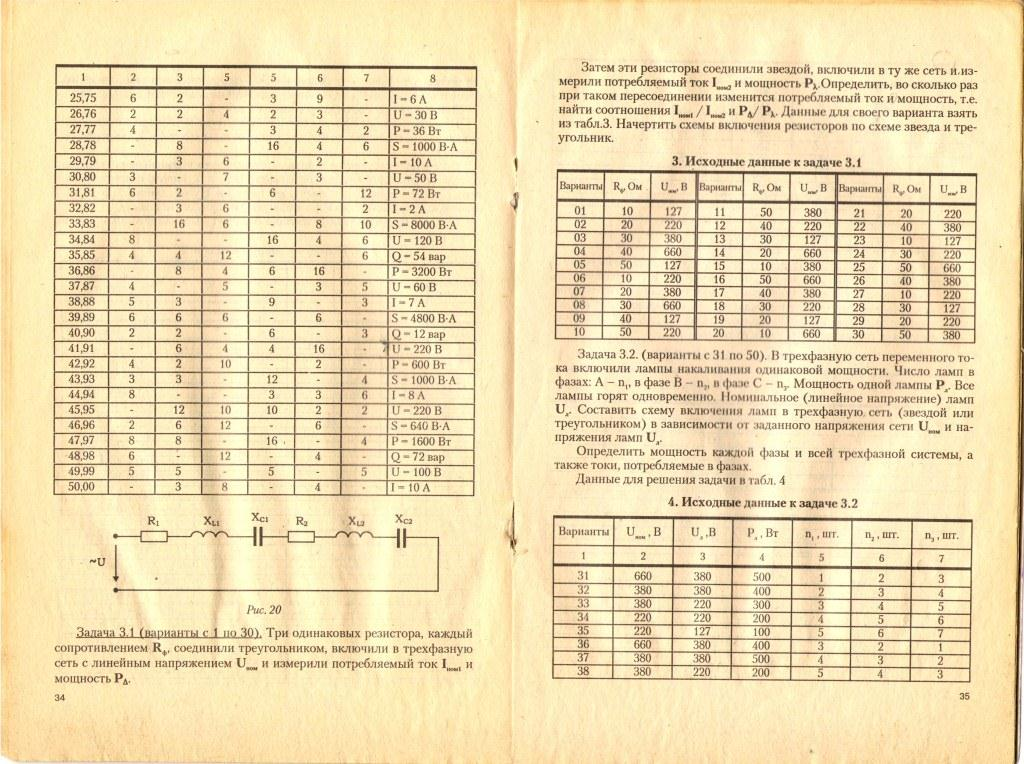 1 2 3 5 5 6 7 8
25,75 6 2 - 3 9 - I = 6 А
26,76 2 2 4 2 3 - U = 30 В
27,77 4 - - 3 4 2 Р = 36 Вт
28,78 - 8 - 16 4 6 S = 1000 В·А
29,79 - 3 6 - 2 - I = 10 А
30,80 3 - 7 - 3 - U = 50 В
31,81 6 2 - 6 - 12 Р = 72 Вт
32,82 - 3 6 - - 2 I = 2 А
33,83 - 16 6 - 8 10 S = 8000 В·А
34,84 8 - - 16 4 6 U = 120 В
35,85 4 4 12 - - 6 Q = 54 вар
36,86 - 8 4 6 16 - Р = 3200 Вт
37,87 4 - 5 - 3 5 U = 60 В
38,88 5 3 - 9 - 3 I = 7 А
39,89 6 6 6 - 6 - S = 4800 В·А
40,90 2 2 - 6 - 3 Q = 12 вар
41,91 - 6 4 4 16 - U = 220 В
42,92 4 2 10 - 2 - Р = 600 Вт
43,93 3 3 - 12 - 4 S = 1000 В·А
44,94 8 - - 3 3 6 I = 8 А
45,95 - 12 10 10 2 2 U = 220 В
46,96 2 6 12 - 6 - S = 640 В·А
47,97 8 8 - 16 - 4 Р = 1600 Вт
48,98 6 - 12 - 4 - Q = 72 вар
49,99 5 5 - 5 - 5 U = 100 В
50,00 - 3 8 - 4 - I = 10 А
R1 XL1 XC1 R2 XL2 XC2
~U
Рис. 20
Задача 3.1 (варианты с 1 по 30). Три одинаковых резистора, каждый
сопротивлением Rф, соединили треугольником, включили в трехфазную
сеть с линейным напряжением Uном и измерили потребляемый ток Iном1 и
мощность PΔ.
34
Затем эти резисторы соединили звездой, включили в ту же сеть и из-
мерили потребляемый ток Iном2 и мощность Pλ. Определить, во сколько раз
при таком пересоединении изменится потребляемый ток и мощность, т.е.
найти соотношения Iном1 / Iном2 и PΔ/ Pλ. Данные для своего варианта взять
из табл.3. Начертить схемы включения резисторов по схеме звезда и тре-
угольник.
3. Исходные данные к задаче 3.1
Варианты Rф, Ом Uном, В Варианты Rф, Ом Uном, В Варианты Rф, Ом Uном, В
01 10 127 11 50 380 21 20 220
02 20 220 12 40 220 22 40 380
03 30 380 13 30 127 23 10 127
04 40 660 14 20 660 24 30 220
05 50 127 15 10 380 25 50 660
06 10 220 16 50 660 26 40 380
07 20 380 17 40 380 27 10 220
08 30 660 18 30 220 28 30 127
09 40 127 19 20 127 29 20 220
10 50 220 20 10 660 30 50 380
Задача 3.2. (варианты с 31 по 50). В трехфазную сеть переменного то-
ка включили лампы накаливания одинаковой мощности. Число ламп в
фазах: А – n1, в фазе В – n2, в фазе С – n3. Мощность одной лампы Рл. Все
лампы горят одновременно. Номинальное (линейное напряжение) ламп
Uл. Составить схему включения ламп в трехфазную сеть (звездой или
треугольником) в зависимости от заданного напряжения сети Uном и на-
пряжения ламп Uл.
Определить мощность каждой фазы и всей трехфазной системы, а
также токи, потребляемые в фазах.
Данные для решения задачи в табл. 4
4. Исходные данные к задаче 3.2
Варианты Uном, В Uл, В Рл, Вт n1, шт. n2, шт. n3, шт.
1 2 3 4 5 6 7
31 660 380 500 1 2 3
32 380 380 400 2 3 4
33 380 220 300 3 4 5
34 220 220 200 4 5 6
35 220 127 100 5 6 7
36 660 380 400 3 2 1
37 380 380 500 4 3 2
38 380 220 200 5 4 3
35